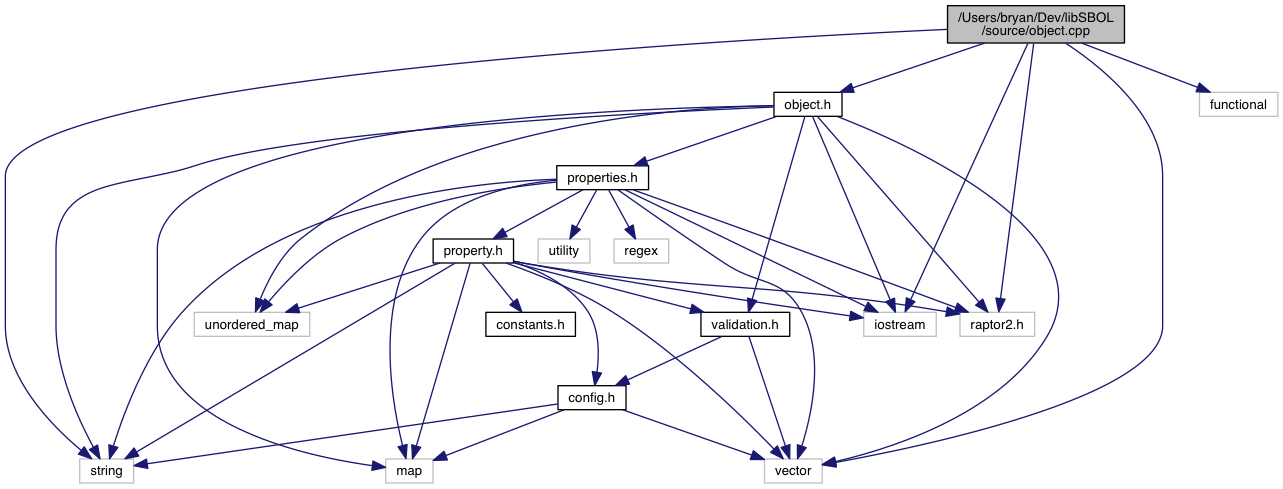 /Users/bryan/Dev/libSBOL
/source/object.cpp
object.h
functional
properties.h
property.h
utility
regex
unordered_map
constants.h
validation.h
iostream
raptor2.h
config.h
string
map
vector